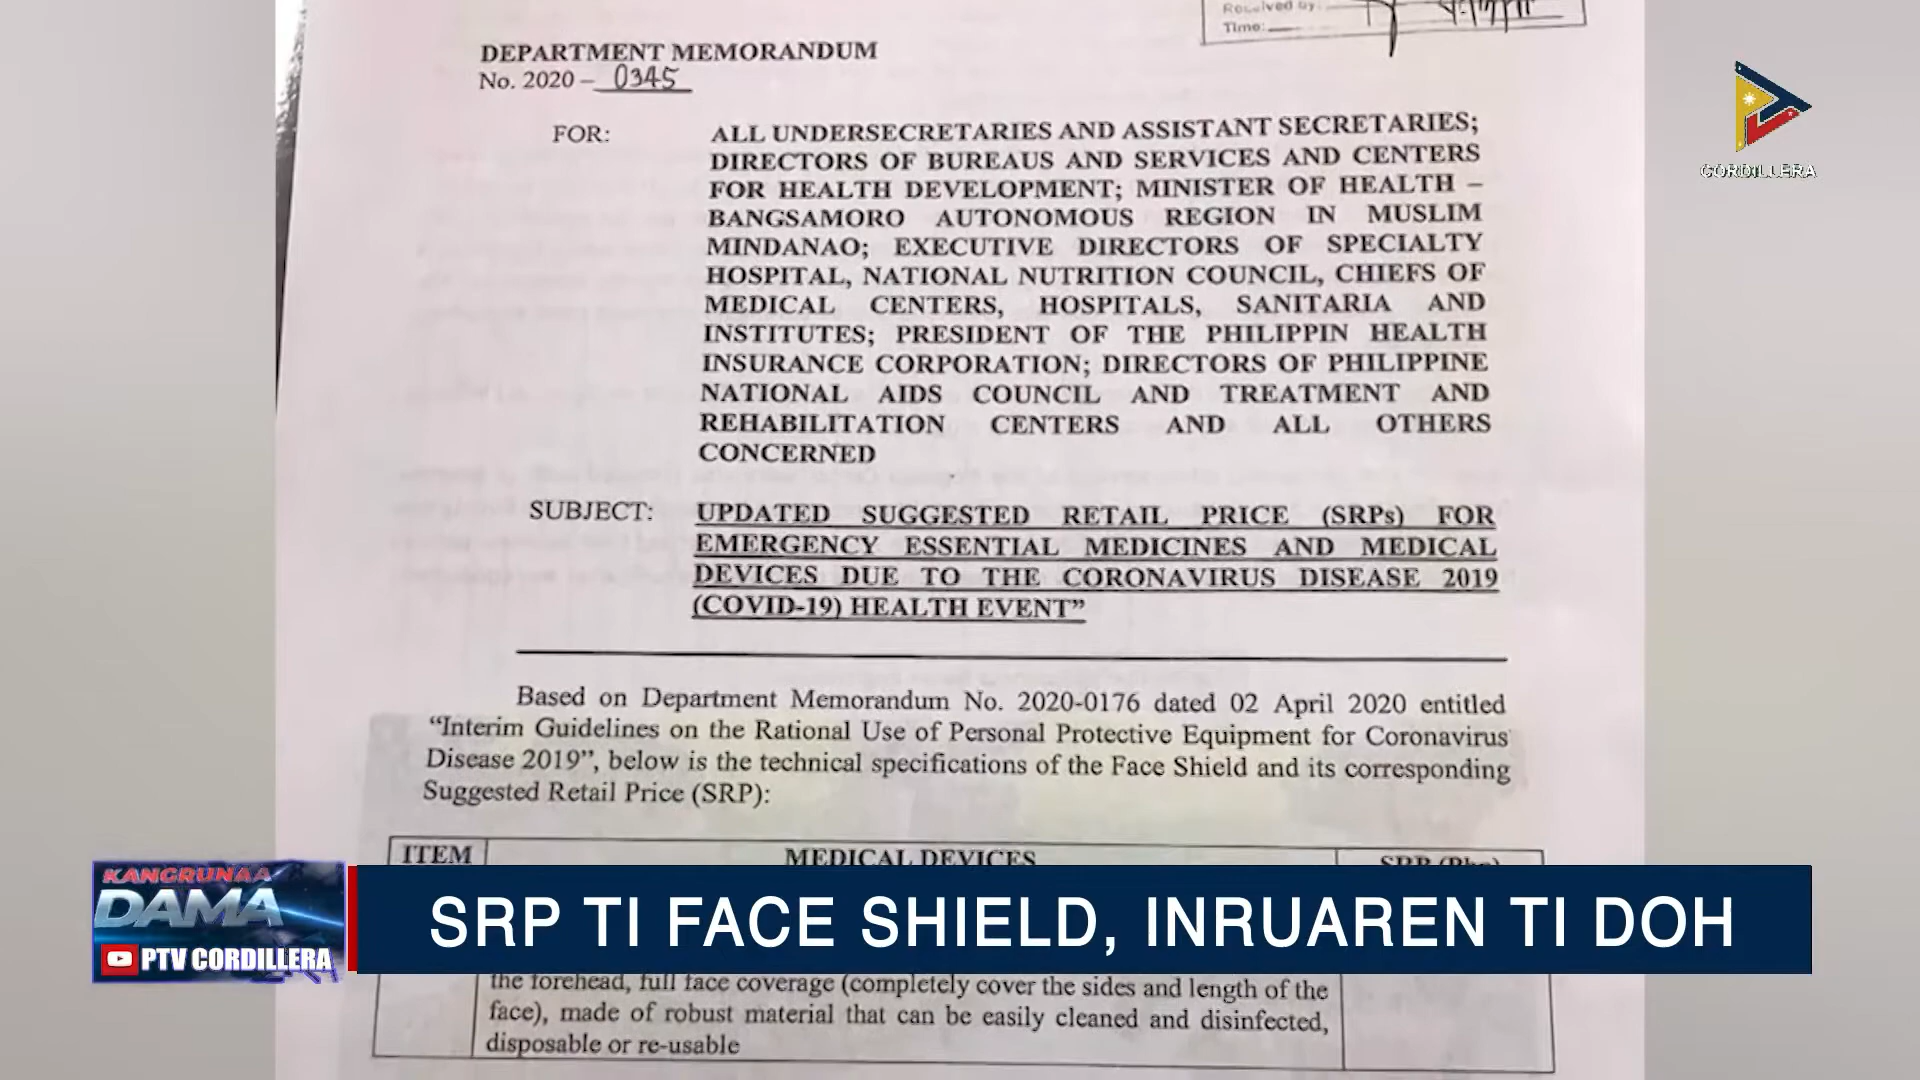 Received by:
Time:
DEPARTMENT MEMORANDUM
No. 2020 – 0345
FOR: ALL UNDERSECRETARIES AND ASSISTANT SECRETARIES;
DIRECTORS OF BUREAUS AND SERVICES AND CENTERS
FOR HEALTH DEVELOPMENT; MINISTER OF HEALTH –
BANGSAMORO AUTONOMOUS REGION IN MUSLIM
MINDANAO; EXECUTIVE DIRECTORS OF SPECIALTY
HOSPITAL, NATIONAL NUTRITION COUNCIL, CHIEFS OF
MEDICAL CENTERS, HOSPITALS, SANITARIA AND
INSTITUTES; PRESIDENT OF THE PHILIPPIN HEALTH
INSURANCE CORPORATION; DIRECTORS OF PHILIPPINE
NATIONAL AIDS COUNCIL AND TREATMENT AND
REHABILITATION CENTERS AND ALL OTHERS
CONCERNED
SUBJECT: UPDATED SUGGESTED RETAIL PRICE (SRPs) FOR
EMERGENCY ESSENTIAL MEDICINES AND MEDICAL
DEVICES DUE TO THE CORONAVIRUS DISEASE 2019
(COVID-19) HEALTH EVENT”
Based on Department Memorandum No. 2020-0176 dated 02 April 2020 entitled
“Interim Guidelines on the Rational Use of Personal Protective Equipment for Coronavirus
Disease 2019”, below is the technical specifications of the Face Shield and its corresponding
Suggested Retail Price (SRP):
ITEM MEDICAL DEVICES SRP (Php)
the forehead, full face coverage (completely cover the sides and length of the
face), made of robust material that can be easily cleaned and disinfected,
disposable or re-usable
CORDILLERA
KANGRUNAA
DAMA
PTV CORDILLERA
SRP TI FACE SHIELD, INRUAREN TI DOH